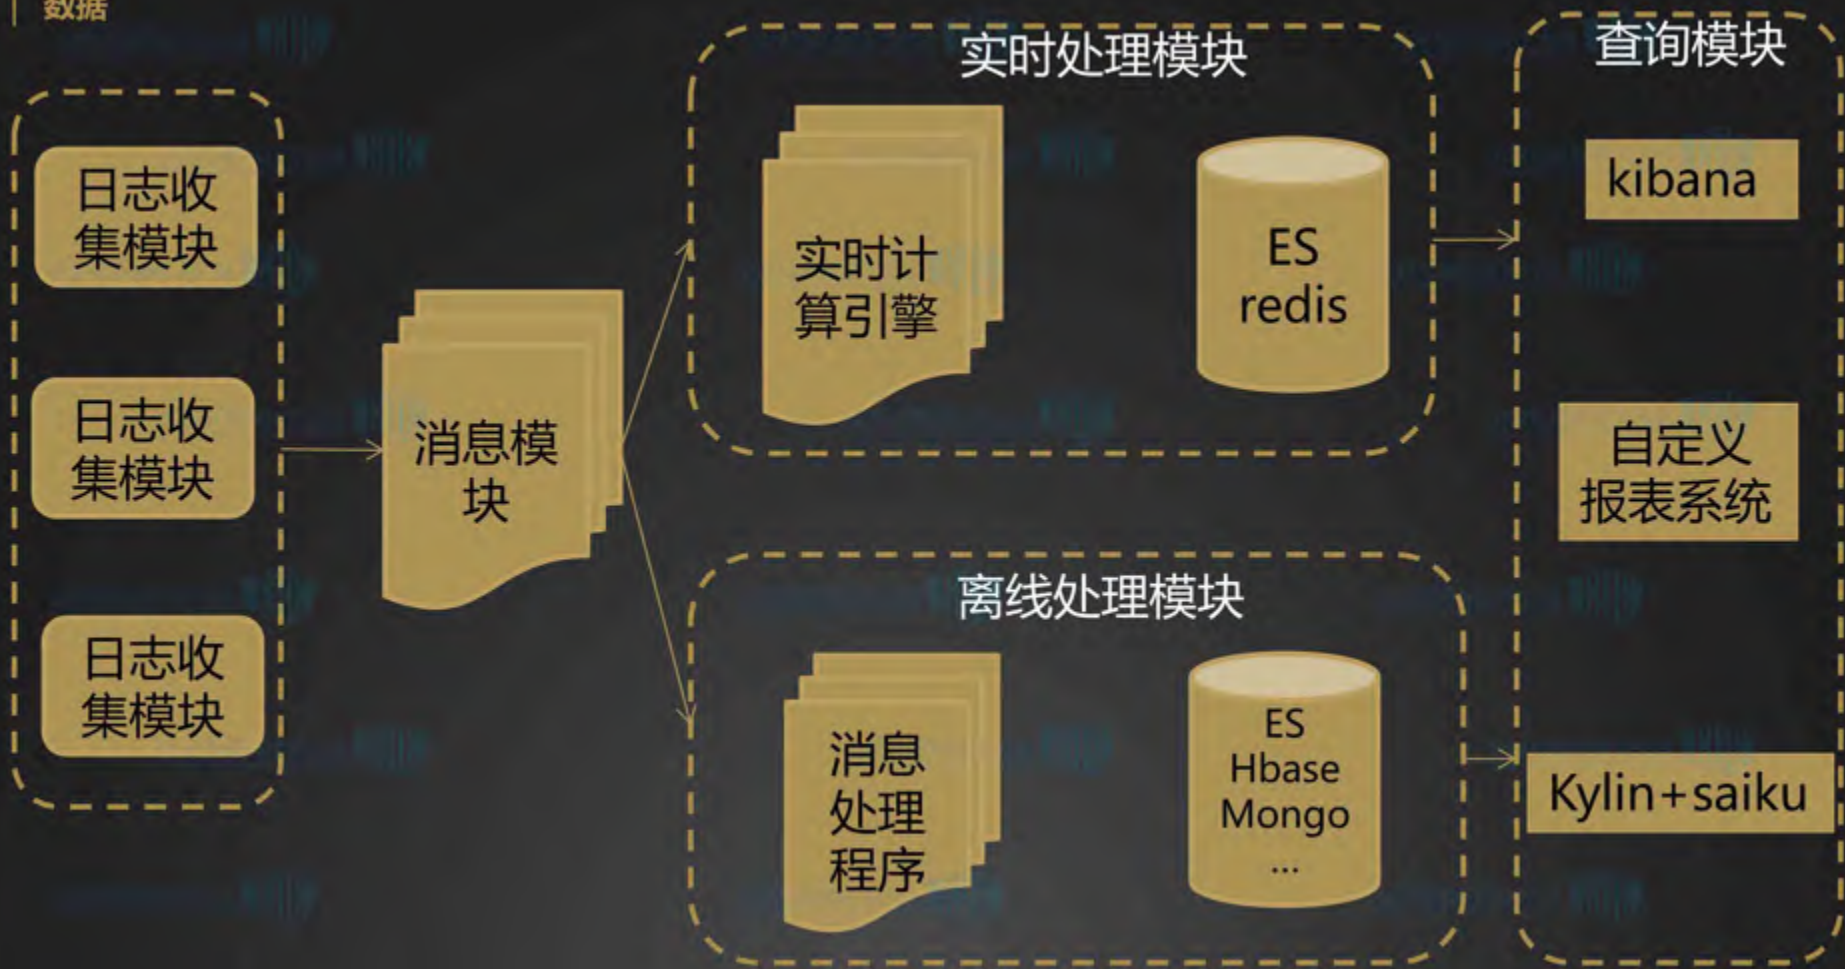 数据
日志收
集模块
日志收
集模块
日志收
集模块
消息模
块
实时处理模块
实时计
算引擎
ES
redis
离线处理模块
消息
处理
程序
ES
Hbase
Mongo
...
查询模块
kibana
自定义
报表系统
Kylin+saiku